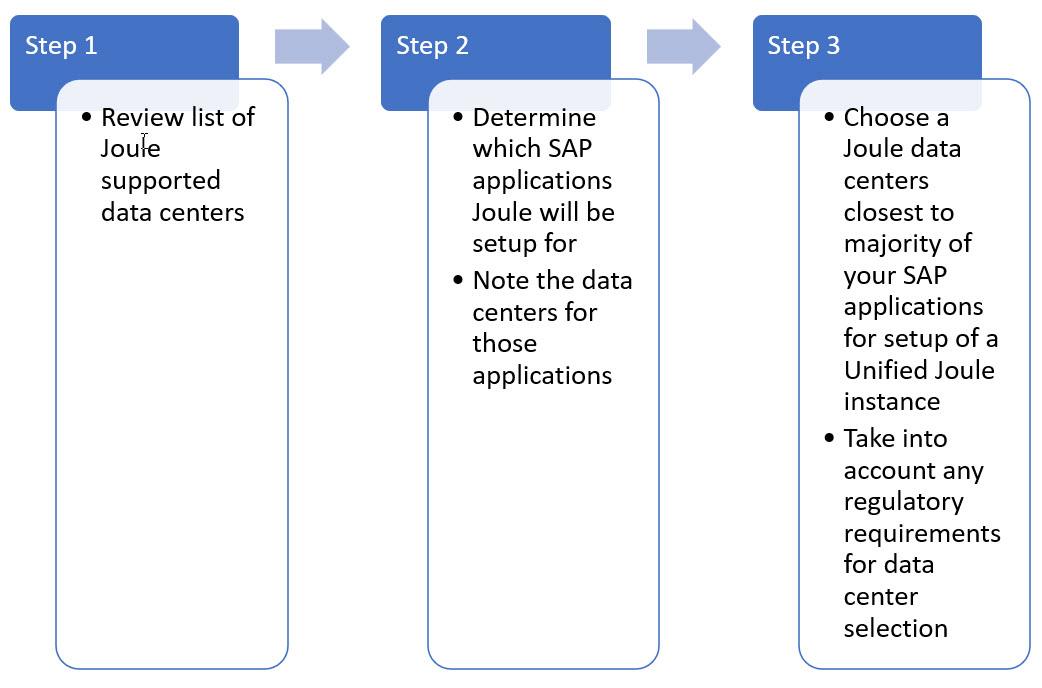 Step 1
• Review list of
Joule
supported
data centers
Step 2
• Determine
which SAP
applications
Joule will be
setup for
• Note the data
centers for
those
applications
Step 3
• Choose a
Joule data
centers
closest to
majority of
your SAP
applications
for setup of a
Unified Joule
instance
• Take into
account any
regulatory
requirements
for data
center
selection